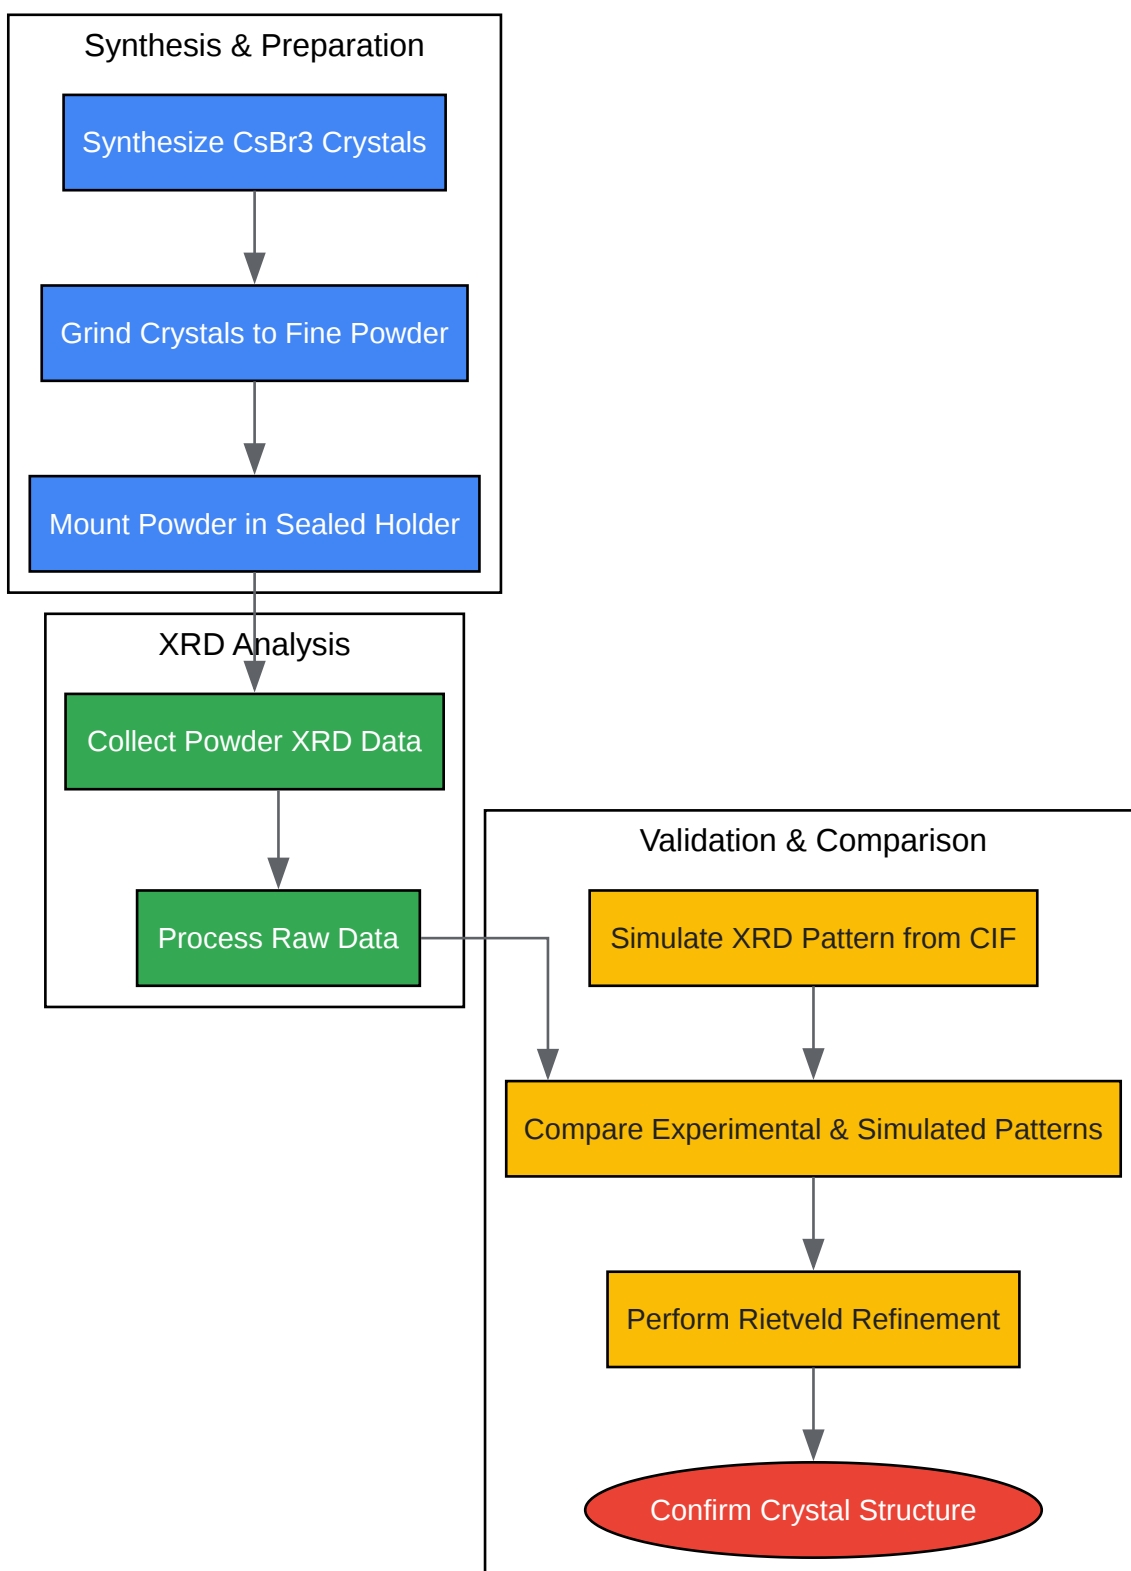 Synthesis & Preparation
Synthesize CsBr3 Crystals
Grind Crystals to Fine Powder
Mount Powder in Sealed Holder
XRD Analysis
Collect Powder XRD Data
Process Raw Data
Validation & Comparison
Simulate XRD Pattern from CIF
Compare Experimental & Simulated Patterns
Perform Rietveld Refinement
Confirm Crystal Structure